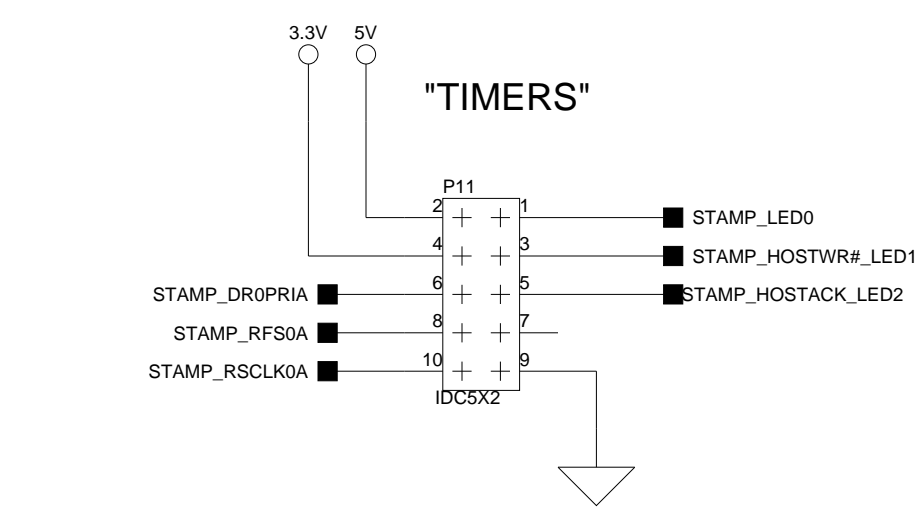 3.3V 5V
"TIMERS"
P11
2 1 STAMP_LED0
4 3 STAMP_HOSTWR#_LED1
STAMP_DR0PRIA 6 5 STAMP_HOSTACK_LED2
STAMP_RFS0A 8 7
STAMP_RSCLK0A 10 9
IDC5X2